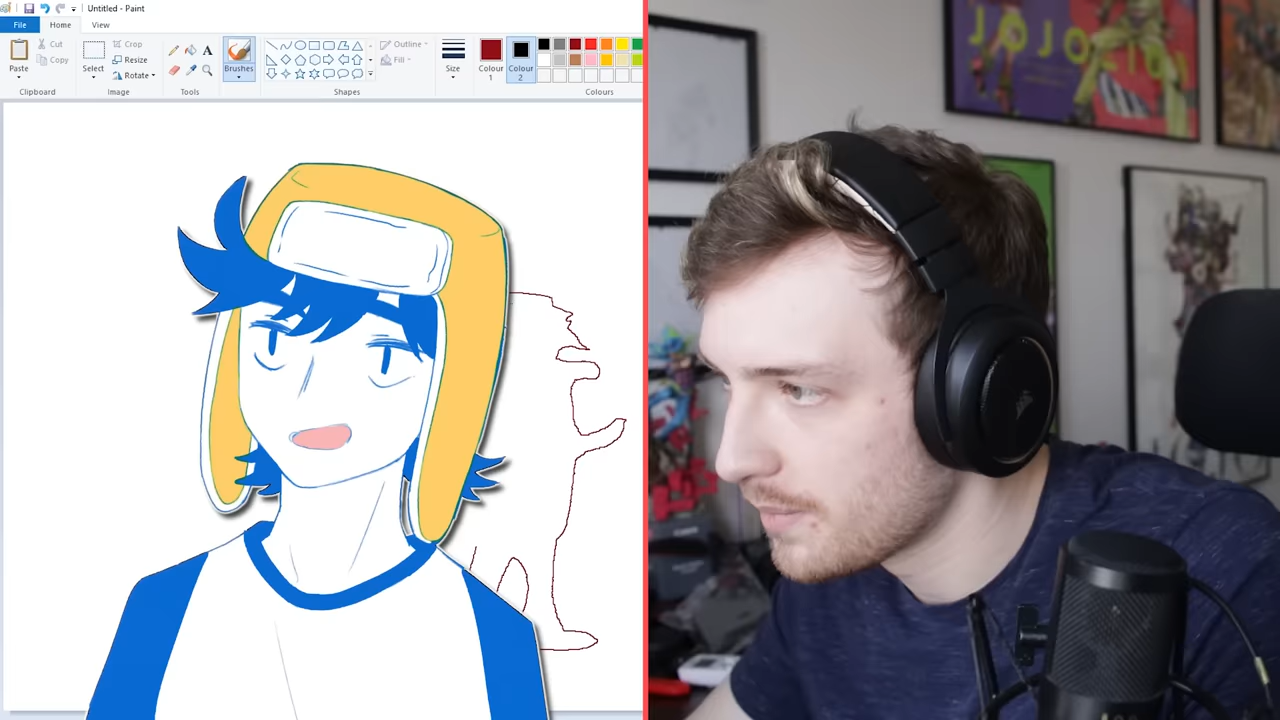 Untitled - Paint
File Home View
Paste
Cut
Copy
Clipboard
Select
Crop
Resize
Rotate
Image
A
Tools
Brushes
Shapes
Outline
Fill
Size
Colour
1
Colour
2
Colours
JOJOLION